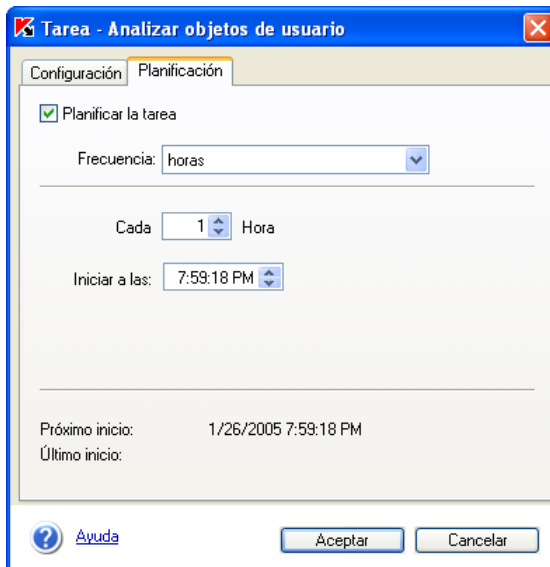 Tarea - Analizar objetos de usuario
Configuración Planificación
Planificar la tarea
Frecuencia: horas
Cada 1 Hora
Iniciar a las: 7:59:18 PM
Próximo inicio: 1/26/2005 7:59:18 PM
Último inicio:
Ayuda Aceptar Cancelar